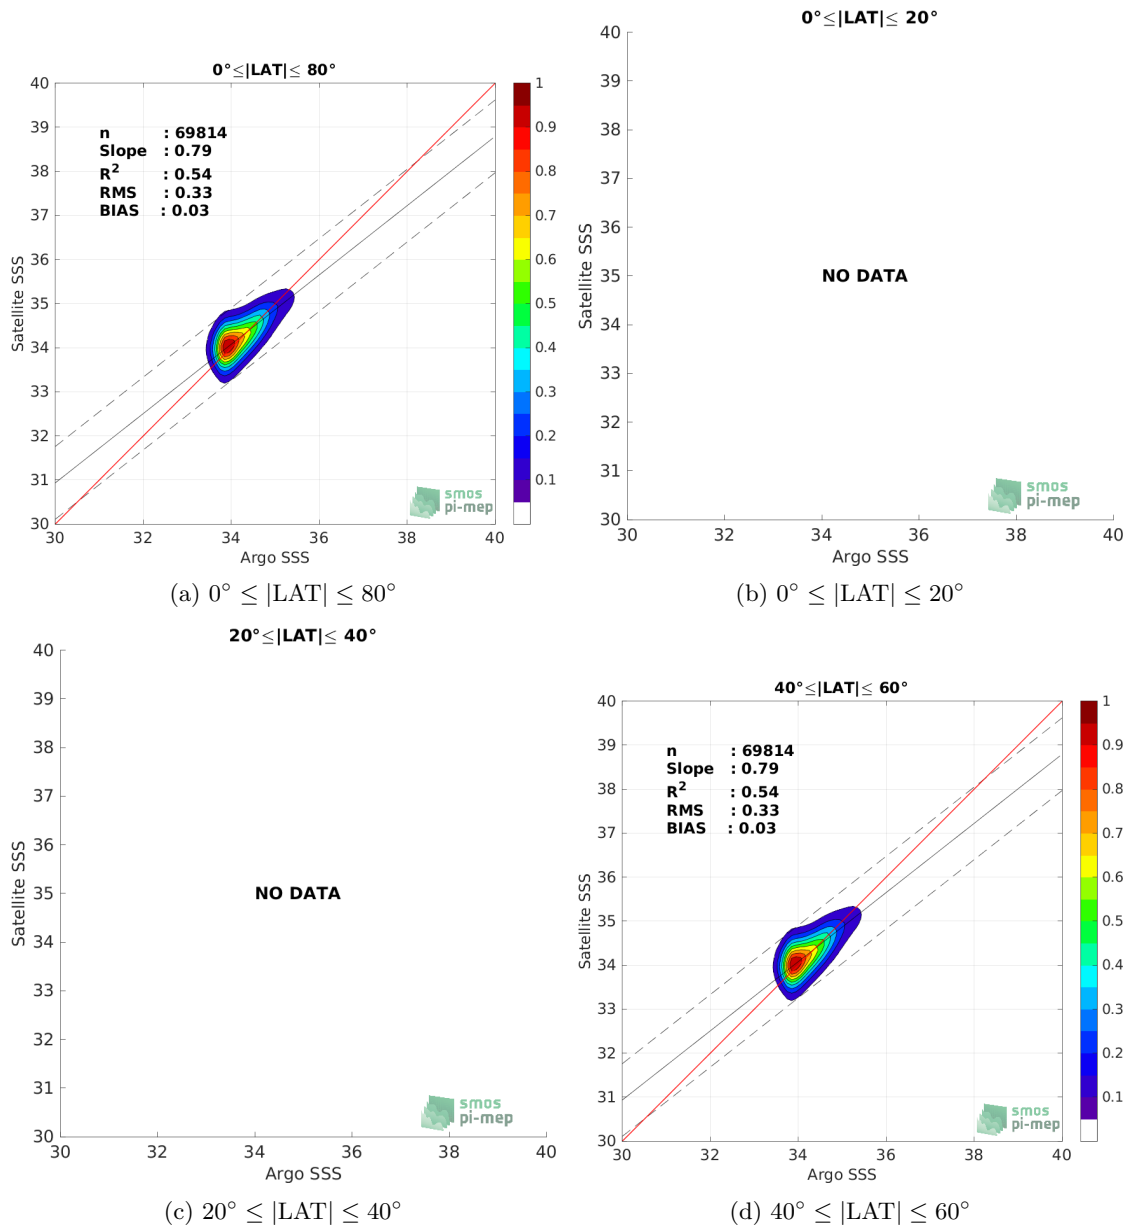 0°≤|LAT|≤ 80°
40
39
38
37
36
35
34
33
32
31
30
Satellite SSS
n : 69814
Slope : 0.79
R² : 0.54
RMS : 0.33
BIAS : 0.03
1
0.9
0.8
0.7
0.6
0.5
0.4
0.3
0.2
0.1
smos
pi-mep
30 32 34 36 38 40
Argo SSS
(a) 0° ≤ |LAT| ≤ 80°
0°≤|LAT|≤ 20°
40
39
38
37
36
35
34
33
32
31
30
Satellite SSS
NO DATA
smos
pi-mep
30 32 34 36 38 40
Argo SSS
(b) 0° ≤ |LAT| ≤ 20°
20°≤|LAT|≤ 40°
40
39
38
37
36
35
34
33
32
31
30
Satellite SSS
NO DATA
smos
pi-mep
30 32 34 36 38 40
Argo SSS
(c) 20° ≤ |LAT| ≤ 40°
40°≤|LAT|≤ 60°
40
39
38
37
36
35
34
33
32
31
30
Satellite SSS
n : 69814
Slope : 0.79
R² : 0.54
RMS : 0.33
BIAS : 0.03
1
0.9
0.8
0.7
0.6
0.5
0.4
0.3
0.2
0.1
smos
pi-mep
30 32 34 36 38 40
Argo SSS
(d) 40° ≤ |LAT| ≤ 60°